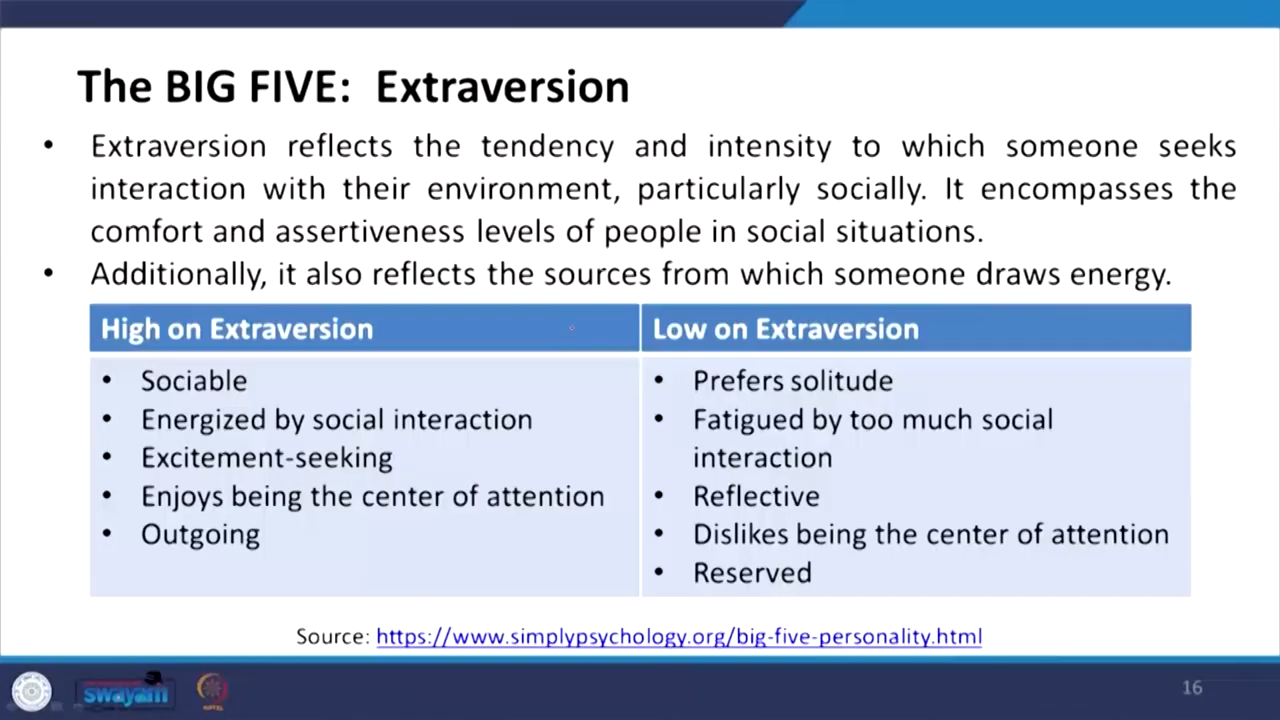 The BIG FIVE: Extraversion
• Extraversion reflects the tendency and intensity to which someone seeks
interaction with their environment, particularly socially. It encompasses the
comfort and assertiveness levels of people in social situations.
• Additionally, it also reflects the sources from which someone draws energy.
High on Extraversion
• Sociable
• Energized by social interaction
• Excitement-seeking
• Enjoys being the center of attention
• Outgoing
Low on Extraversion
• Prefers solitude
• Fatigued by too much social
interaction
• Reflective
• Dislikes being the center of attention
• Reserved
Source: https://www.simplypsychology.org/big-five-personality.html
swayam
16